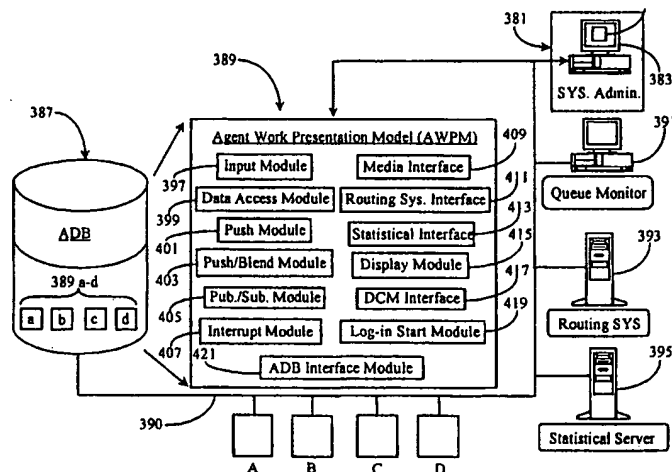 381
383
SYS. Admin.
389
387
Agent Work Presentation Model (AWPM)
409
Input Module
Media Interface
397
411
Data Access Module
Routing Sys. Interface
399
413
Push Module
Statistical Interface
401
415
Push/Blend Module
Display Module
403
417
Pub./Sub. Module
DCM Interface
405
419
Interrupt Module
Log-in Start Module
407
421
ADB Interface Module
390
ADB
389 a-d
a b c d
Queue Monitor
393
Routing SYS
395
Statistical Server
A B C D